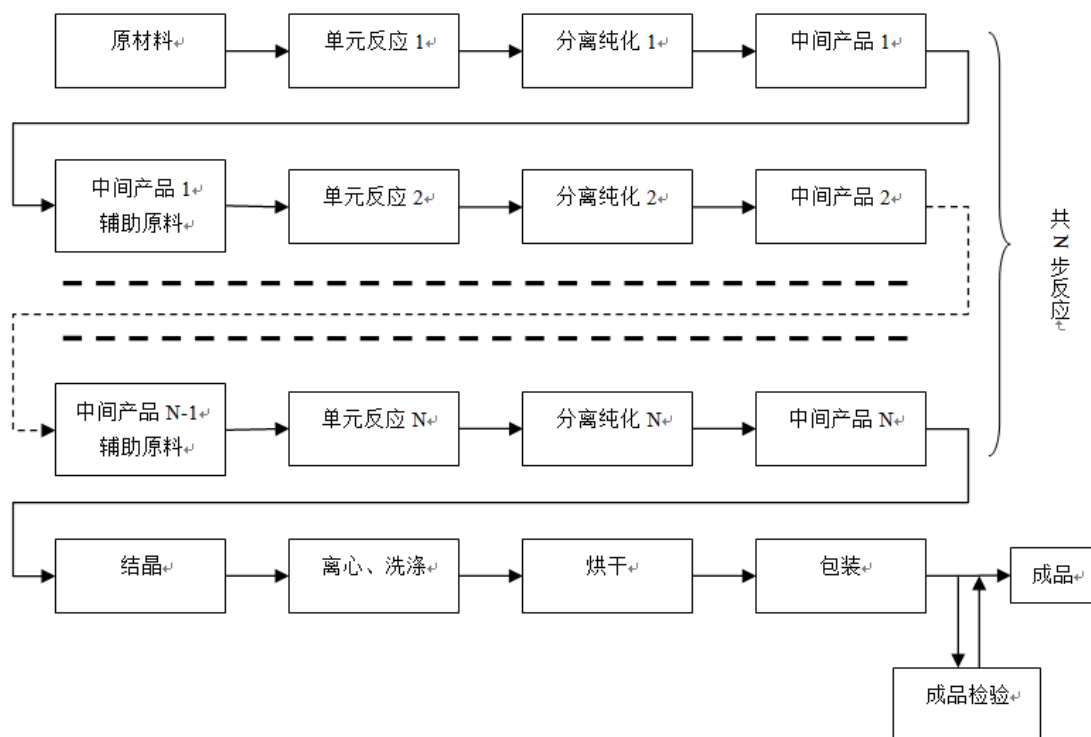 原材料
单元反应 1
分离纯化 1
中间产品 1
中间产品 1
辅助原料
单元反应 2
分离纯化 2
中间产品 2
中间产品 N-1
辅助原料
单元反应 N
分离纯化 N
中间产品 N
共 N 步反应
结晶
离心、洗涤
烘干
包装
成品
成品检验